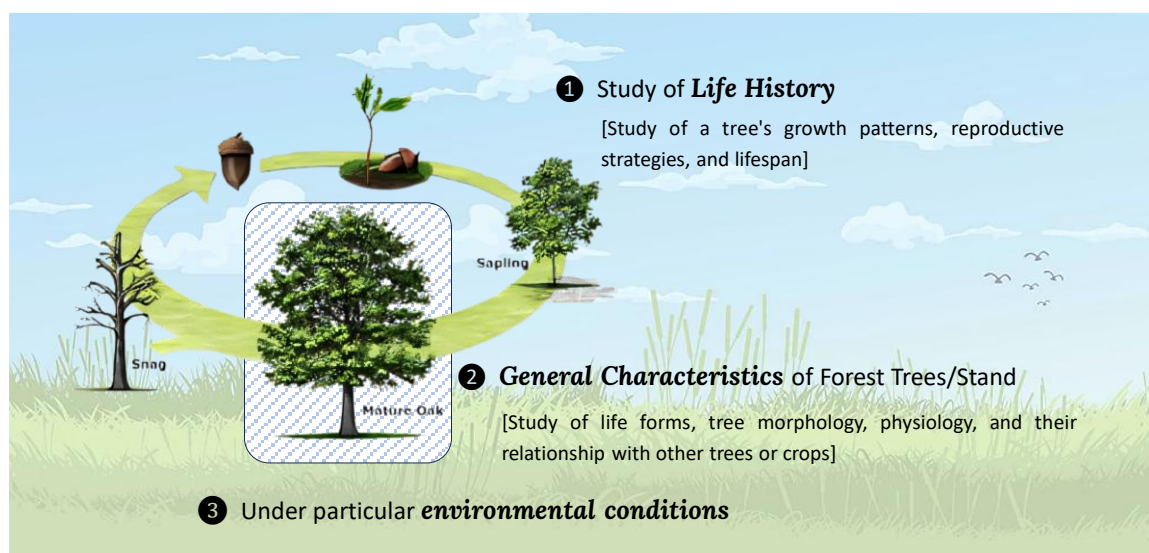 ❶ Study of Life History
[Study of a tree's growth patterns, reproductive
strategies, and lifespan]
Sapling
Snag
Mature Oak
❷ General Characteristics of Forest Trees/Stand
[Study of life forms, tree morphology, physiology, and their
relationship with other trees or crops]
❸ Under particular environmental conditions